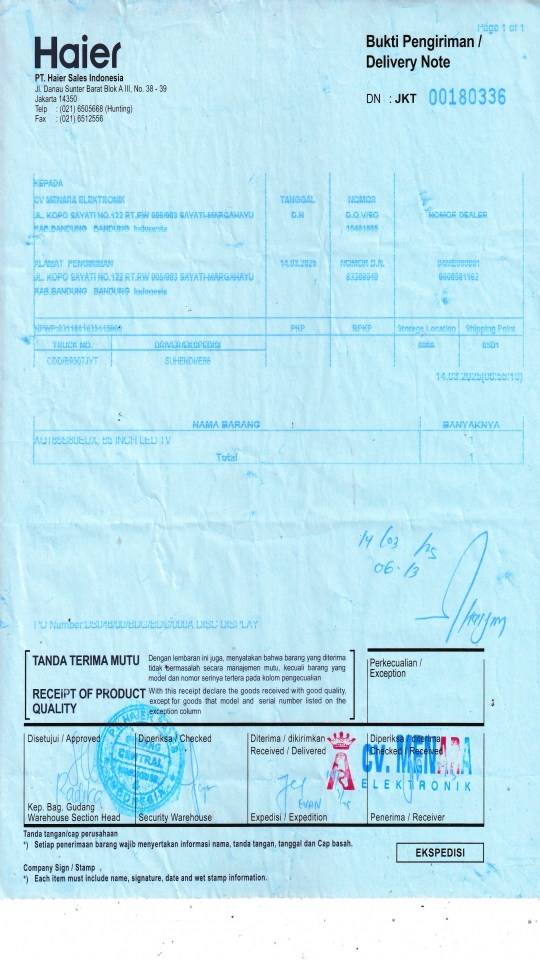 Page 1 of 1
Haier
Bukti Pengiriman /
Delivery Note
PT. Haier Sales Indonesia
Jl. Danau Sunter Barat Blok A III, No. 38 - 39
Jakarta 14350
Telp : (021) 6505668 (Hunting)
Fax : (021) 6512556
DN : JKT 00180336
KEPADA
CV MENARA ELEKTRONIK TANGGAL NOMOR
JL. KOPO SAYATI NO.122 RT.RW 005/003 SAYATI-MARGAHAYU D.N D.O./SO NOMOR DEALER
KAB.BANDUNG BANDUNG Indonesia
ALAMAT PENGIRIMAN 14.03.2025 NOMOR D.N.
JL. KOPO SAYATI NO.122 RT.RW 005/003 SAYATI-MARGAHAYU
KAB.BANDUNG BANDUNG Indonesia
PKP RPKP Storage Location Shipping Point
TRUCK NO. DRIVER/EKSPEDISI
14.03.2025(06:55:10)
NAMA BARANG BANYAKNYA
65 INCH LED TV 1
Total 1
14/03/25
06.13
TANDA TERIMA MUTU
Dengan lembaran ini juga, menyatakan bahwa barang yang diterima
tidak bermasalah secara manajemen mutu, kecuali barang yang
model dan nomor serinya tertera pada kolom pengecualian
RECEIPT OF PRODUCT
QUALITY
With this receipt declare the goods received with good quality,
except for goods that model and serial number listed on the
exception column
Perkecualian /
Exception
Disetujui / Approved
Diperiksa / Checked
Diterima / dikirimkan
Received / Delivered
Diperiksa / diterima
Checked / Received
CV. MENARA
ELEKTRONIK
EVAN
Kep. Bag. Gudang
Warehouse Section Head
Security Warehouse
Expedisi / Expedition
Penerima / Receiver
Tanda tangan/cap perusahaan
*) Setiap penerimaan barang wajib menyertakan informasi nama, tanda tangan, tanggal dan Cap basah.
EKSPEDISI
Company Sign / Stamp
*) Each item must include name, signature, date and wet stamp information.